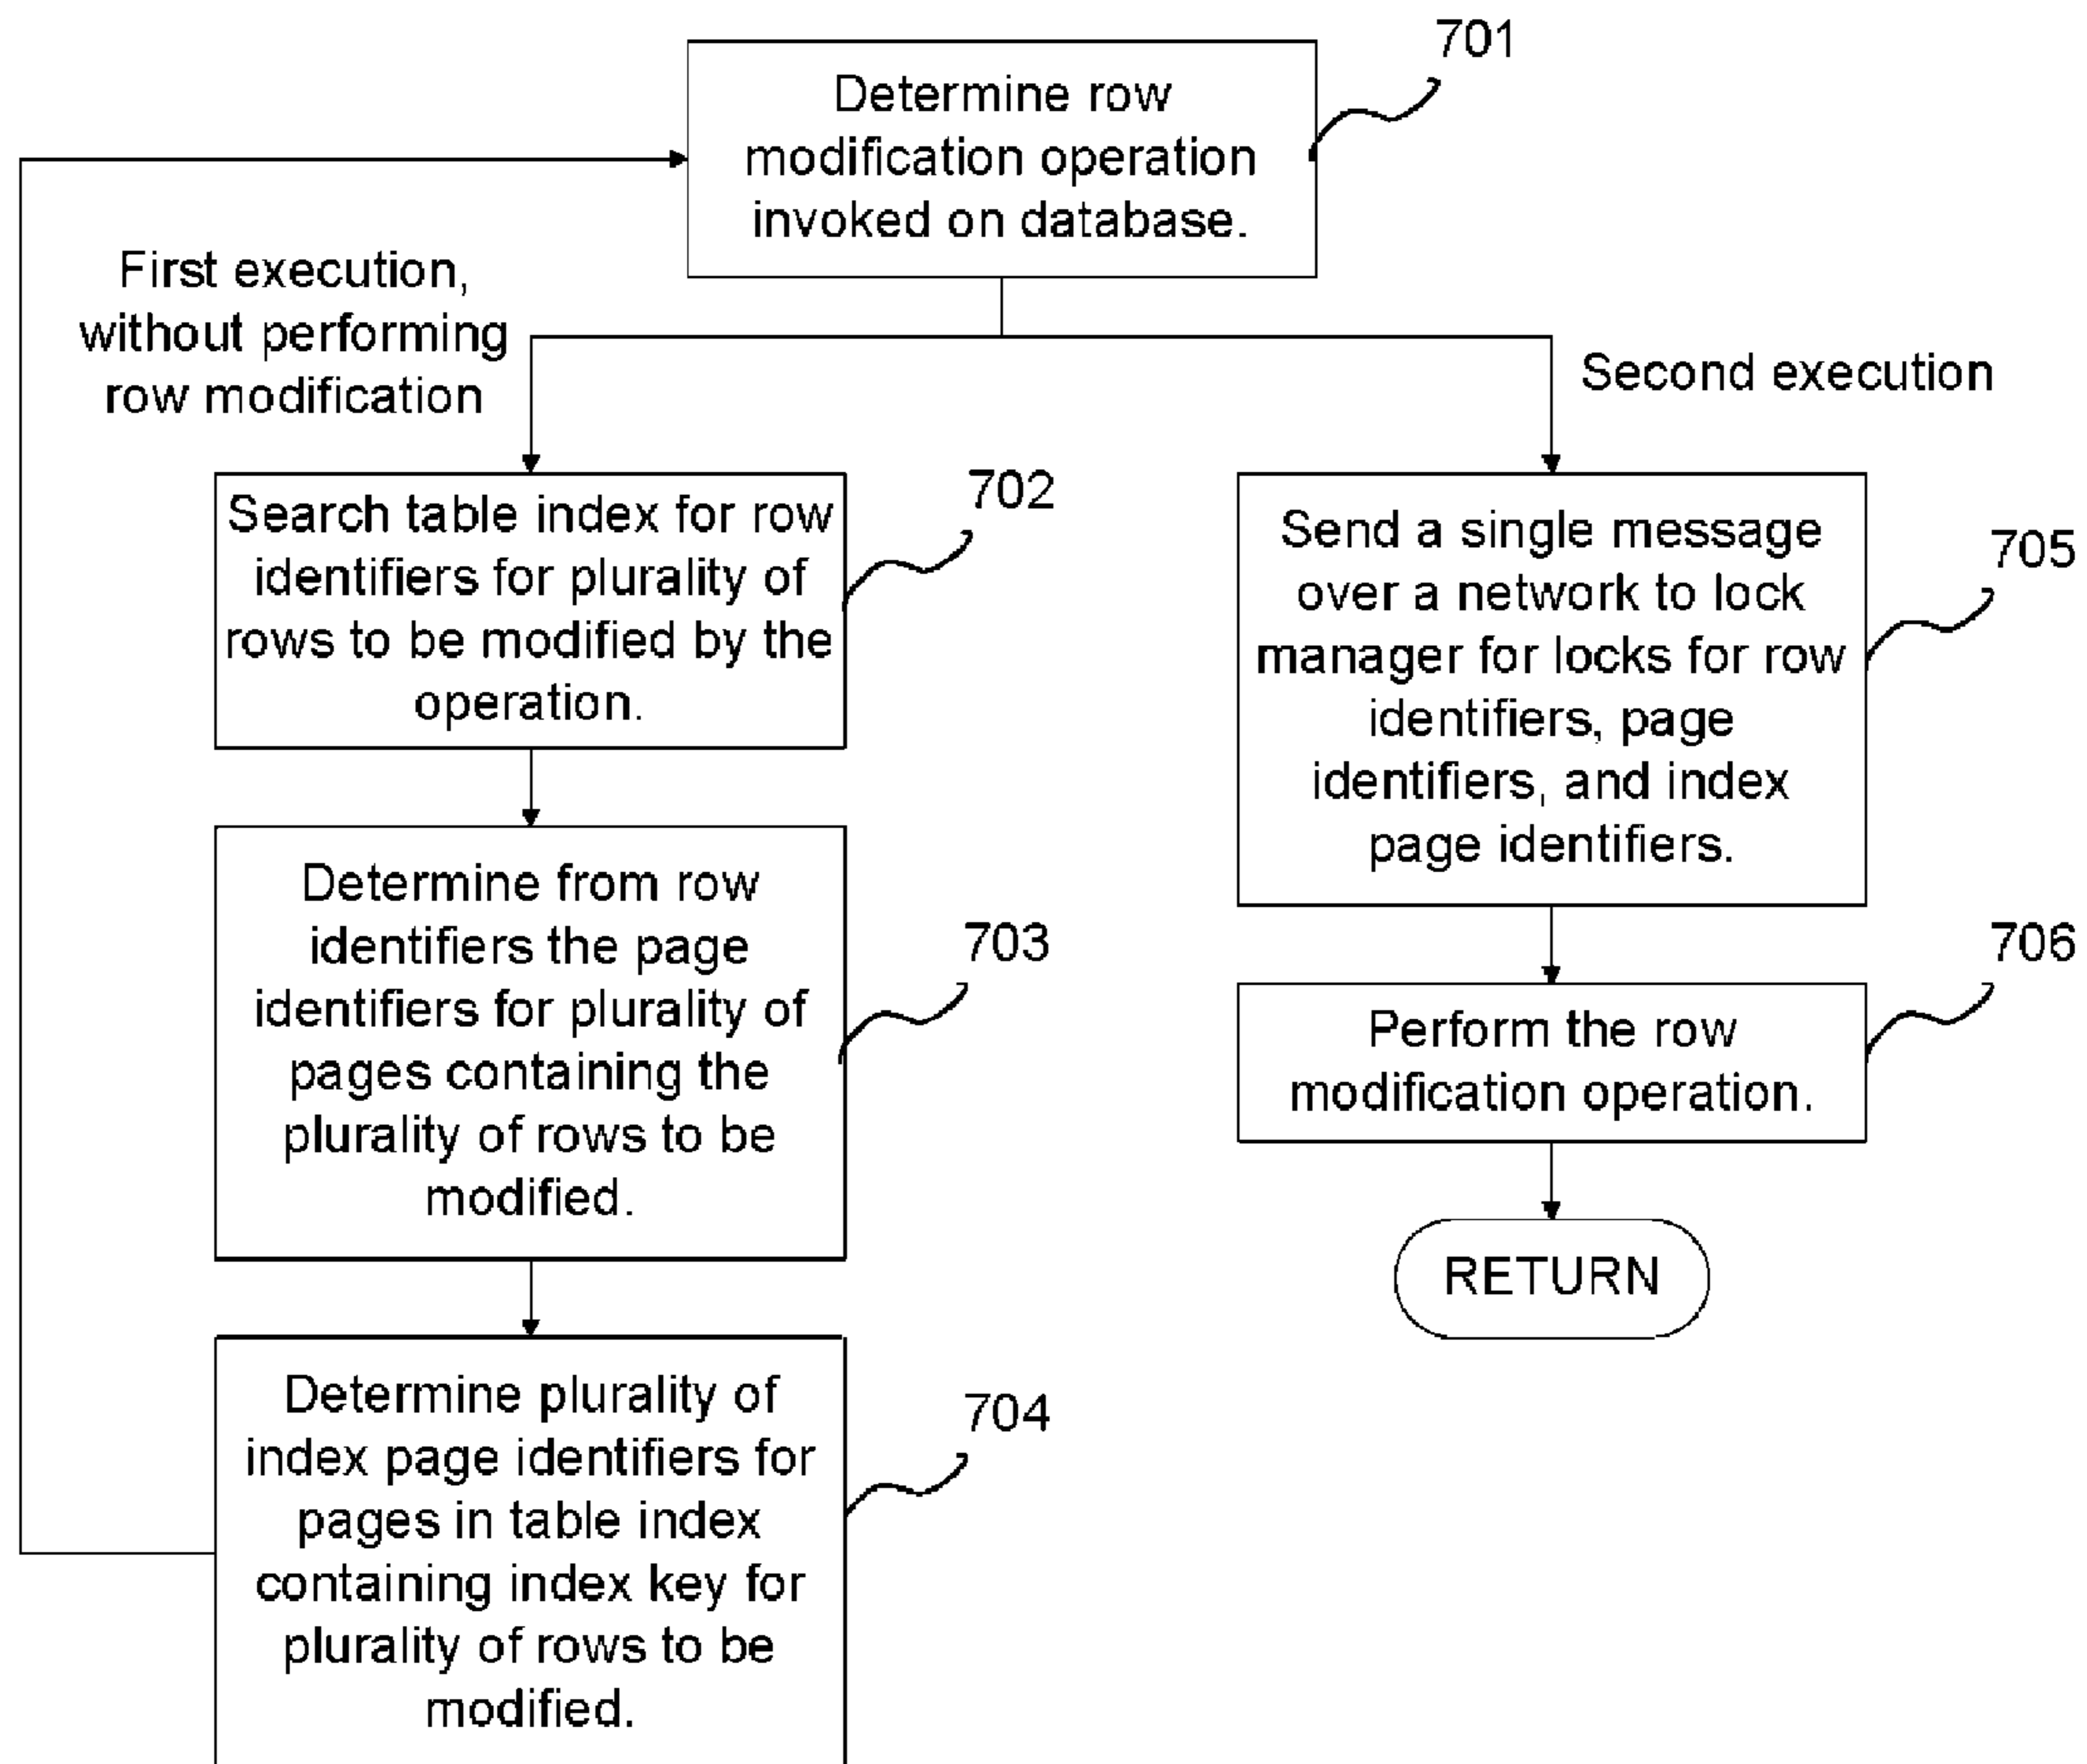 701
Determine row
modification operation
invoked on database.
First execution,
without performing
row modification
Second execution
702
Search table index for row
identifiers for plurality of
rows to be modified by the
operation.
703
Determine from row
identifiers the page
identifiers for plurality of
pages containing the
plurality of rows to be
modified.
704
Determine plurality of
index page identifiers for
pages in table index
containing index key for
plurality of rows to be
modified.
705
Send a single message
over a network to lock
manager for locks for row
identifiers, page
identifiers, and index
page identifiers.
706
Perform the row
modification operation.
RETURN